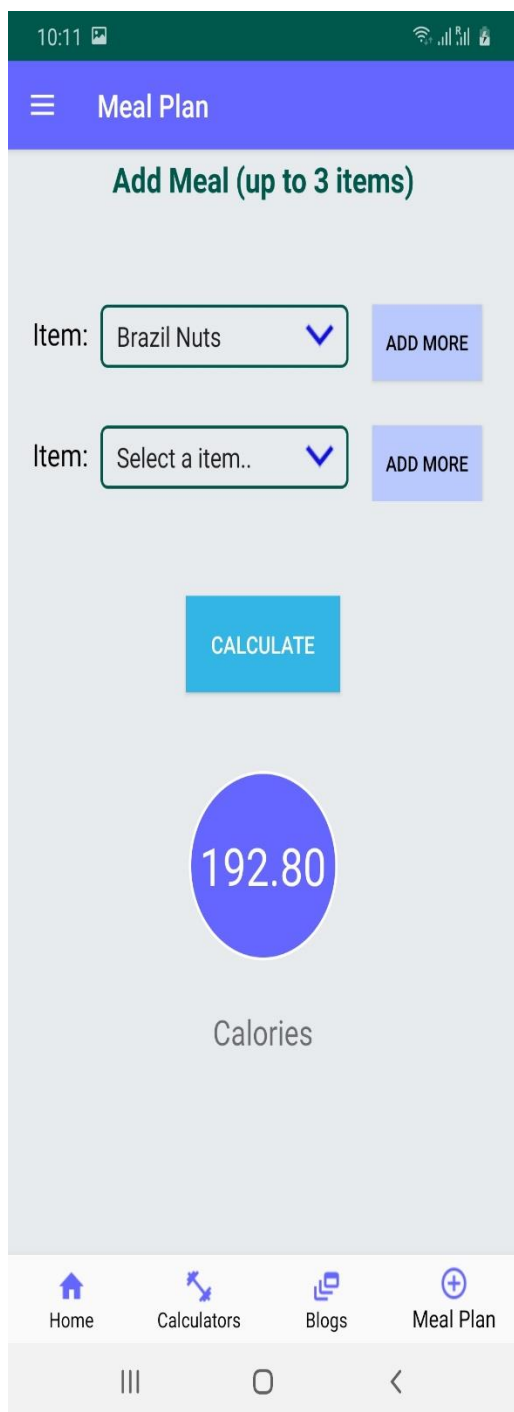 10:11
Meal Plan
Add Meal (up to 3 items)
Item: Brazil Nuts ADD MORE
Item: Select a item.. ADD MORE
CALCULATE
192.80
Calories
Home Calculators Blogs Meal Plan